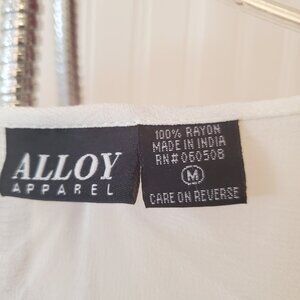 ALLOY
APPAREL
100% RAYON
MADE IN INDIA
RN#060508
M
CARE ON REVERSE